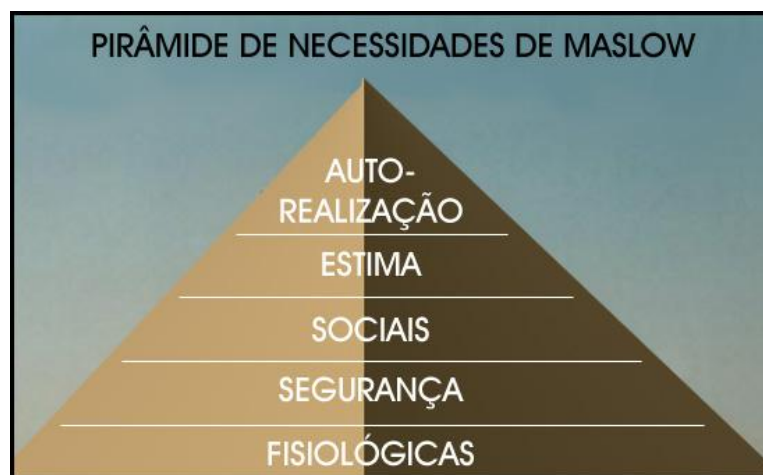 PIRÂMIDE DE NECESSIDADES DE MASLOW
AUTO-
REALIZAÇÃO
ESTIMA
SOCIAIS
SEGURANÇA
FISIOLÓGICAS